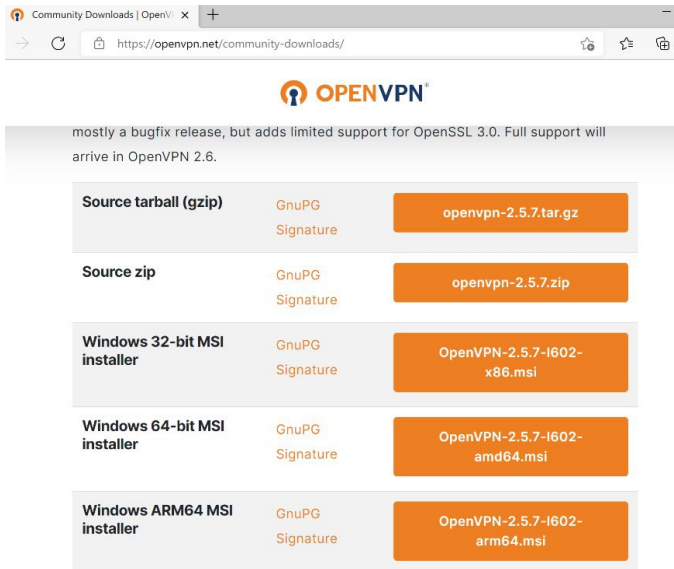 Community Downloads | OpenV
https://openvpn.net/community-downloads/
OPENVPN
mostly a bugfix release, but adds limited support for OpenSSL 3.0. Full support will
arrive in OpenVPN 2.6.
Source tarball (gzip)
GnuPG
Signature
openvpn-2.5.7.tar.gz
Source zip
GnuPG
Signature
openvpn-2.5.7.zip
Windows 32-bit MSI
installer
GnuPG
Signature
OpenVPN-2.5.7-I602-
x86.msi
Windows 64-bit MSI
installer
GnuPG
Signature
OpenVPN-2.5.7-I602-
amd64.msi
Windows ARM64 MSI
installer
GnuPG
Signature
OpenVPN-2.5.7-I602-
arm64.msi